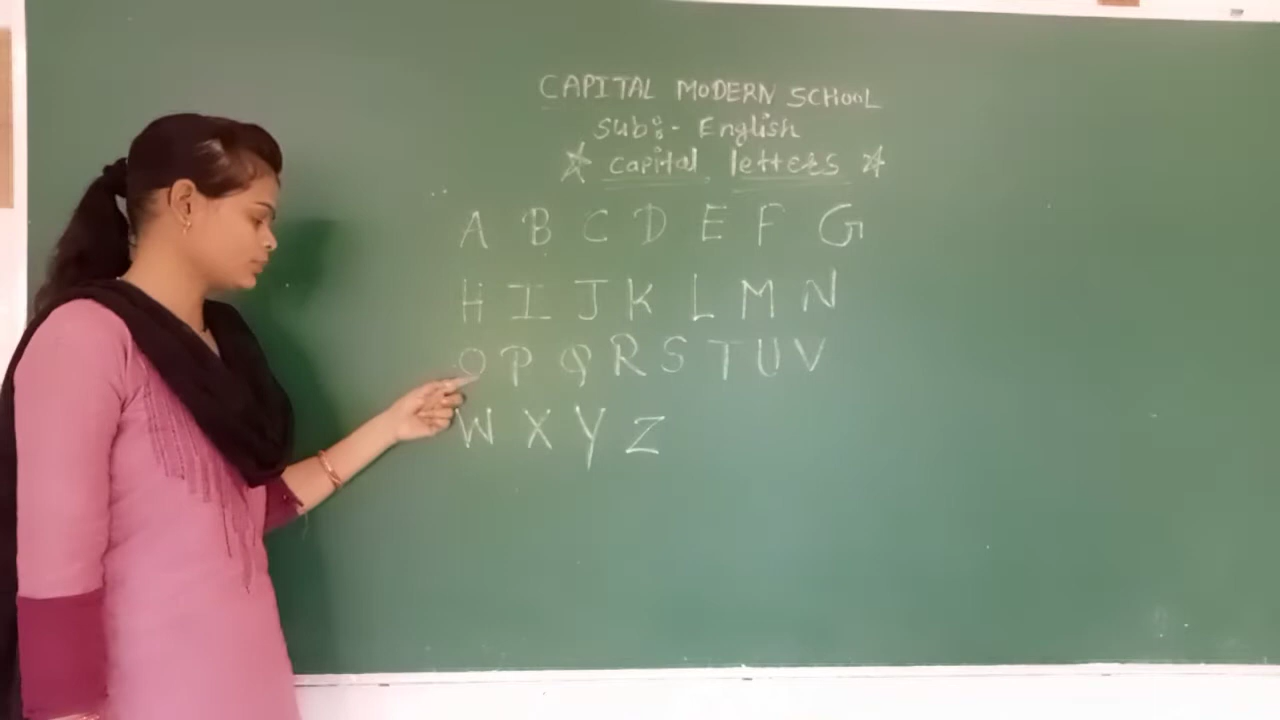 CAPITAL MODERN SCHOOL
Sub:- English
☆ capital letters ☆
A B C D E F G
H I J K L M N
O P Q R S T U V
W X Y Z